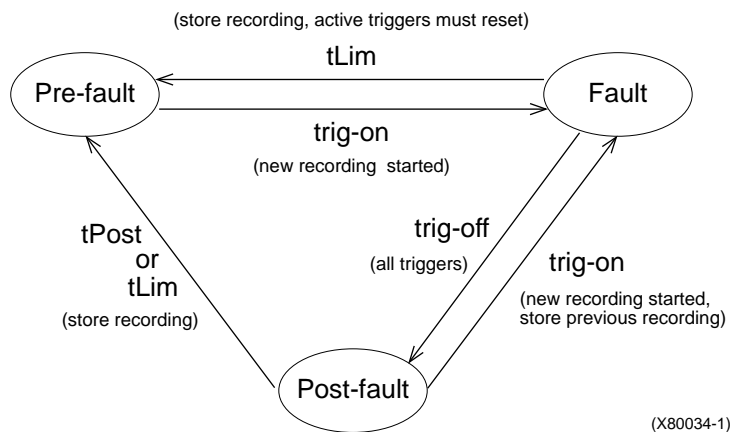 (store recording, active triggers must reset)
tLim
Pre-fault
Fault
trig-on
(new recording started)
tPost
or
tLim
(store recording)
trig-off
(all triggers)
trig-on
(new recording started,
store previous recording)
Post-fault
(X80034-1)